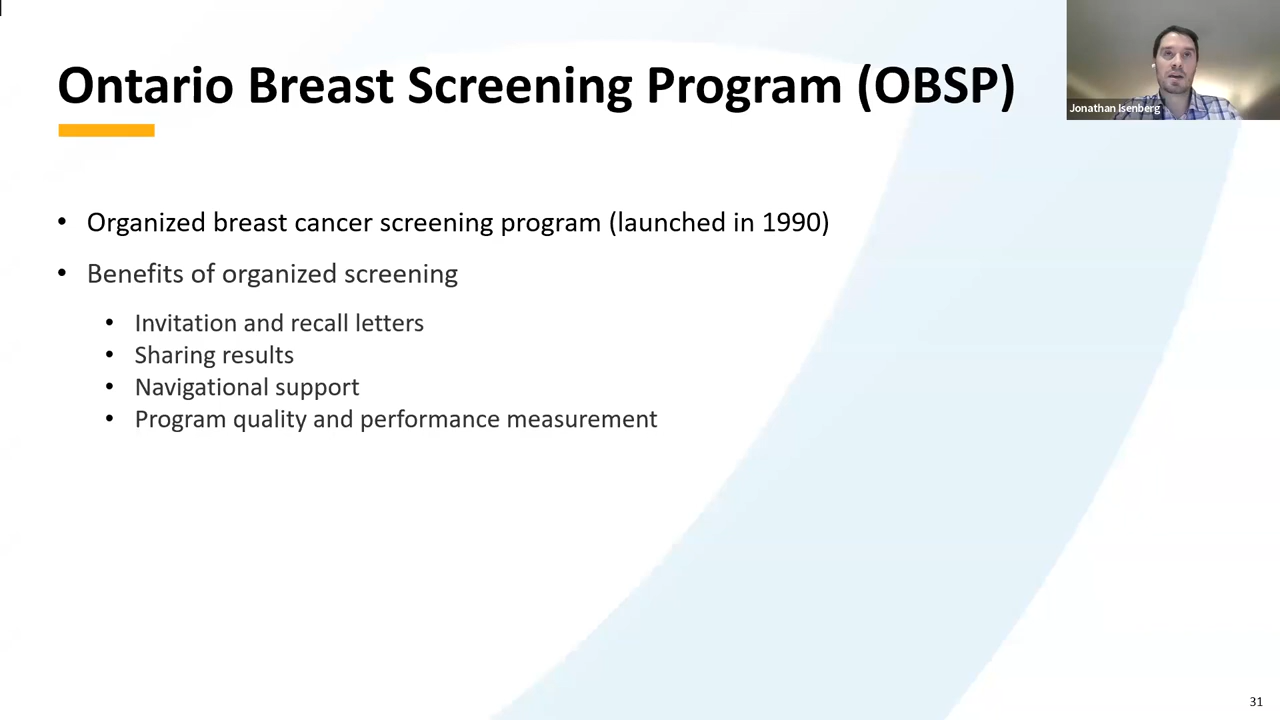 Ontario Breast Screening Program (OBSP)
Jonathan Isenberg
• Organized breast cancer screening program (launched in 1990)
• Benefits of organized screening
• Invitation and recall letters
• Sharing results
• Navigational support
• Program quality and performance measurement
31